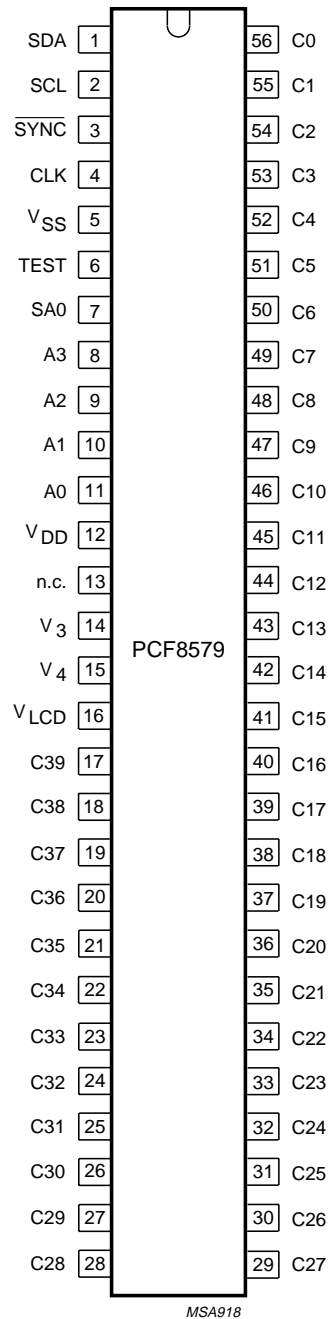 SDA 1 56 C0
SCL 2 55 C1
SYNC 3 54 C2
CLK 4 53 C3
VSS 5 52 C4
TEST 6 51 C5
SA0 7 50 C6
A3 8 49 C7
A2 9 48 C8
A1 10 47 C9
A0 11 46 C10
VDD 12 45 C11
n.c. 13 44 C12
V3 14 43 C13
PCF8579
V4 15 42 C14
VLCD 16 41 C15
C39 17 40 C16
C38 18 39 C17
C37 19 38 C18
C36 20 37 C19
C35 21 36 C20
C34 22 35 C21
C33 23 34 C22
C32 24 33 C23
C31 25 32 C24
C30 26 31 C25
C29 27 30 C26
C28 28 29 C27
MSA918